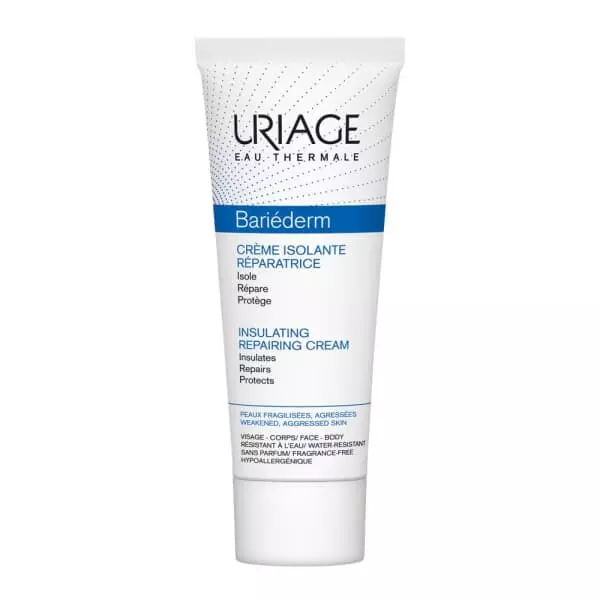 URIAGE
EAU THERMALE
Bariéderm
CRÈME ISOLANTE
RÉPARATRICE
Isole
Répare
Protège
INSULATING
REPAIRING CREAM
Insulates
Repairs
Protects
PEAUX FRAGILISÉES, AGRESSÉES
WEAKENED, AGGRESSED SKIN
VISAGE - CORPS/ FACE - BODY
RÉSISTANT À L'EAU/ WATER-RESISTANT
SANS PARFUM/ FRAGRANCE-FREE
HYPOALLERGÉNIQUE